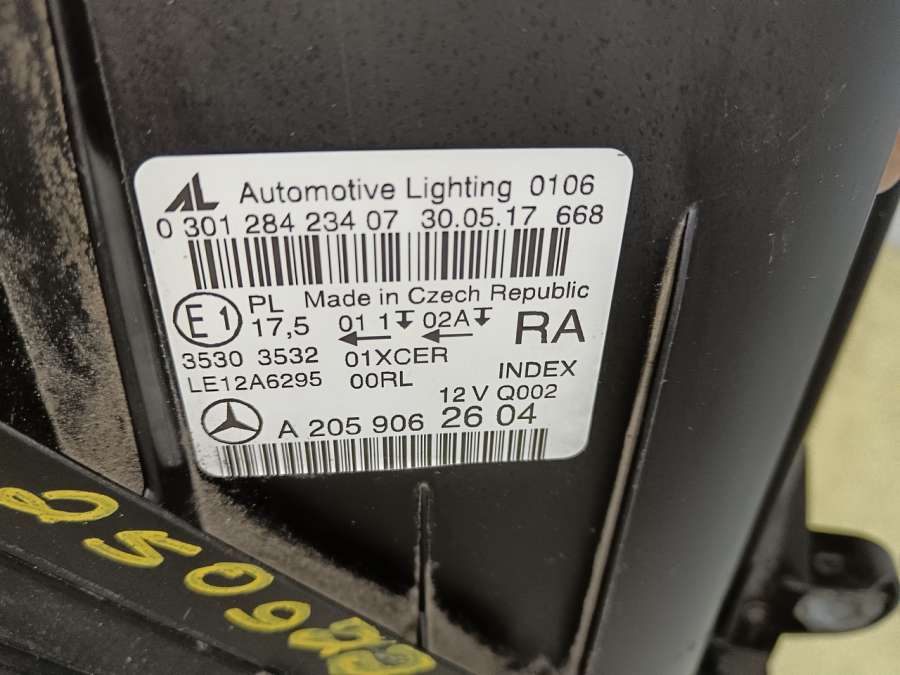 AL Automotive Lighting 0106
0 301 284 234 07 30.05.17 668
E1 PL Made in Czech Republic
17,5 01 1 02A RA
3530 3532 01XCER
LE12A6295 00RL INDEX
12 V Q002
A 205 906 26 04